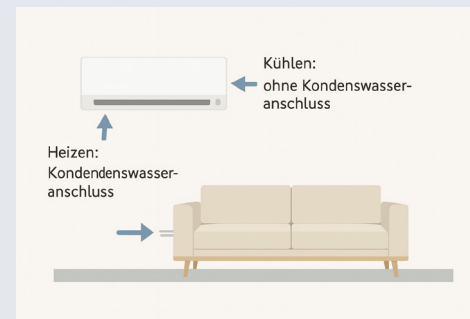 Kühlen:
ohne Kondenswasser-
anschluss
Heizen:
Kondendenswasser-
anschluss